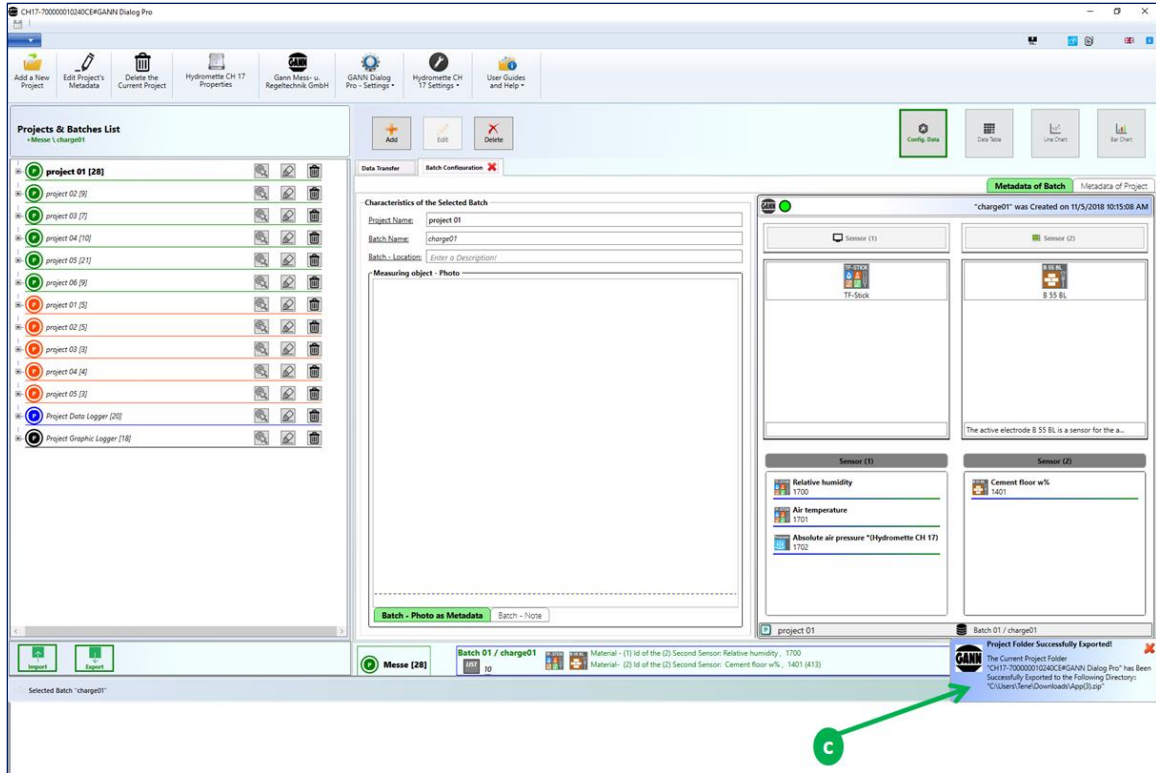 CH17-700000010240CE#GANN Dialog Pro
Add a New
Project
Edit Project's
Metadata
Delete the
Current Project
Hydromette CH 17
Properties
GANN
Gann Mess- u.
Regeltechnik GmbH
GANN Dialog
Pro - Settings
Hydromette CH
17 Settings
User Guides
and Help
Projects & Batches List
Messe \ charge01
Add
Edit
Delete
Config. Data
Data Table
Line Chart
Bar Chart
Data Transfer
Batch Configuration
Metadata of Batch
Metadata of Project
P project 01 [28]
P project 02 [9]
P project 03 [7]
P project 04 [10]
P project 05 [21]
P project 06 [9]
P project 01 [5]
P project 02 [5]
P project 03 [3]
P project 04 [4]
P project 05 [3]
P Project Data Logger [20]
P Project Graphic Logger [18]
Characteristics of the Selected Batch
Project Name: project 01
Batch Name: charge01
Batch - Location: Enter a Description!
Measuring object - Photo
Batch - Photo as Metadata
Batch - Note
GANN
"charge01" was Created on 11/5/2018 10:15:08 AM
Sensor (1)
Sensor (2)
TF-STICK
TF-Stick
B 55 BL
B 55 BL
The active electrode B 55 BL is a sensor for the a...
Sensor (1)
Relative humidity
1700
Air temperature
1701
Absolute air pressure *(Hydromette CH 17)
1702
Sensor (2)
Cement floor w%
1401
project 01
Batch 01 / charge01
Import
Export
P Messe [28]
Batch 01 / charge01
LIST 10
Material - (1) Id of the (2) Second Sensor: Relative humidity , 1700
Material- (2) Id of the (2) Second Sensor: Cement floor w% , 1401 (413)
GANN
Project Folder Successfully Exported!
The Current Project Folder
"CH17-700000010240CE#GANN Dialog Pro" has Been
Successfully Exported to the Following Directory:
"C:\Users\Tene\Downloads\App(3).zip"
Selected Batch "charge01"
c